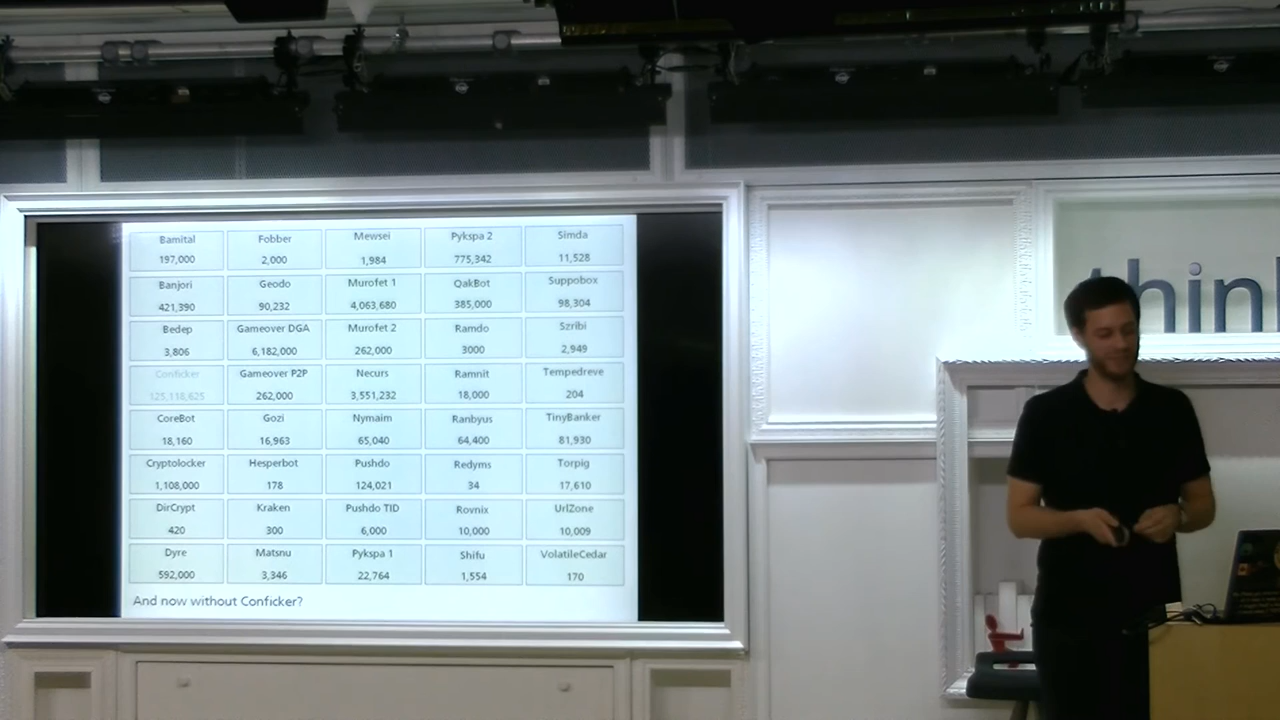 Bamital Fobber Mewsei Pykspa 2 Simda
197,000 2,000 1,984 775,342 11,528
Banjori Geodo Murofet 1 QakBot Suppobox
421,390 90,232 4,063,680 385,000 98,304
Bedep Gameover DGA Murofet 2 Ramdo Szribi
3,806 6,182,000 262,000 3000 2,949
Conficker Gameover P2P Necurs Ramnit Tempedreve
125,118,625 262,000 3,551,232 18,000 204
CoreBot Gozi Nymaim Ranbyus TinyBanker
18,160 16,963 65,040 64,400 81,930
Cryptolocker Hesperbot Pushdo Redyms Torpig
1,108,000 178 124,021 34 17,610
DirCrypt Kraken Pushdo TID Rovnix UrlZone
420 300 6,000 10,000 10,009
Dyre Matsnu Pykspa 1 Shifu VolatileCedar
592,000 3,346 22,764 1,554 170
And now without Conficker?
think